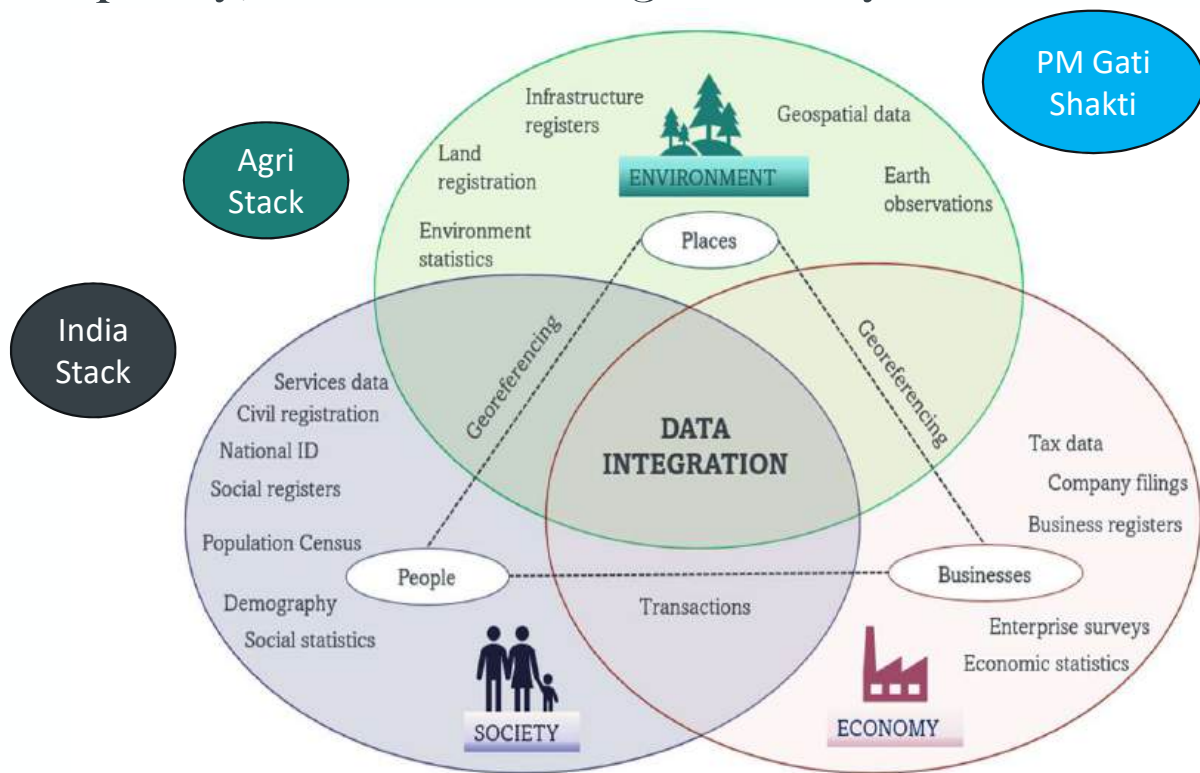 PM Gati
Shakti
Agri
Stack
India
Stack
Infrastructure
registers
Geospatial data
Land
registration
ENVIRONMENT
Earth
observations
Environment
statistics
Places
Georeferencing
Georeferencing
Services data
Civil registration
National ID
Social registers
Population Census
People
Demography
Social statistics
SOCIETY
DATA
INTEGRATION
Transactions
Tax data
Company filings
Business registers
Businesses
Enterprise surveys
Economic statistics
ECONOMY